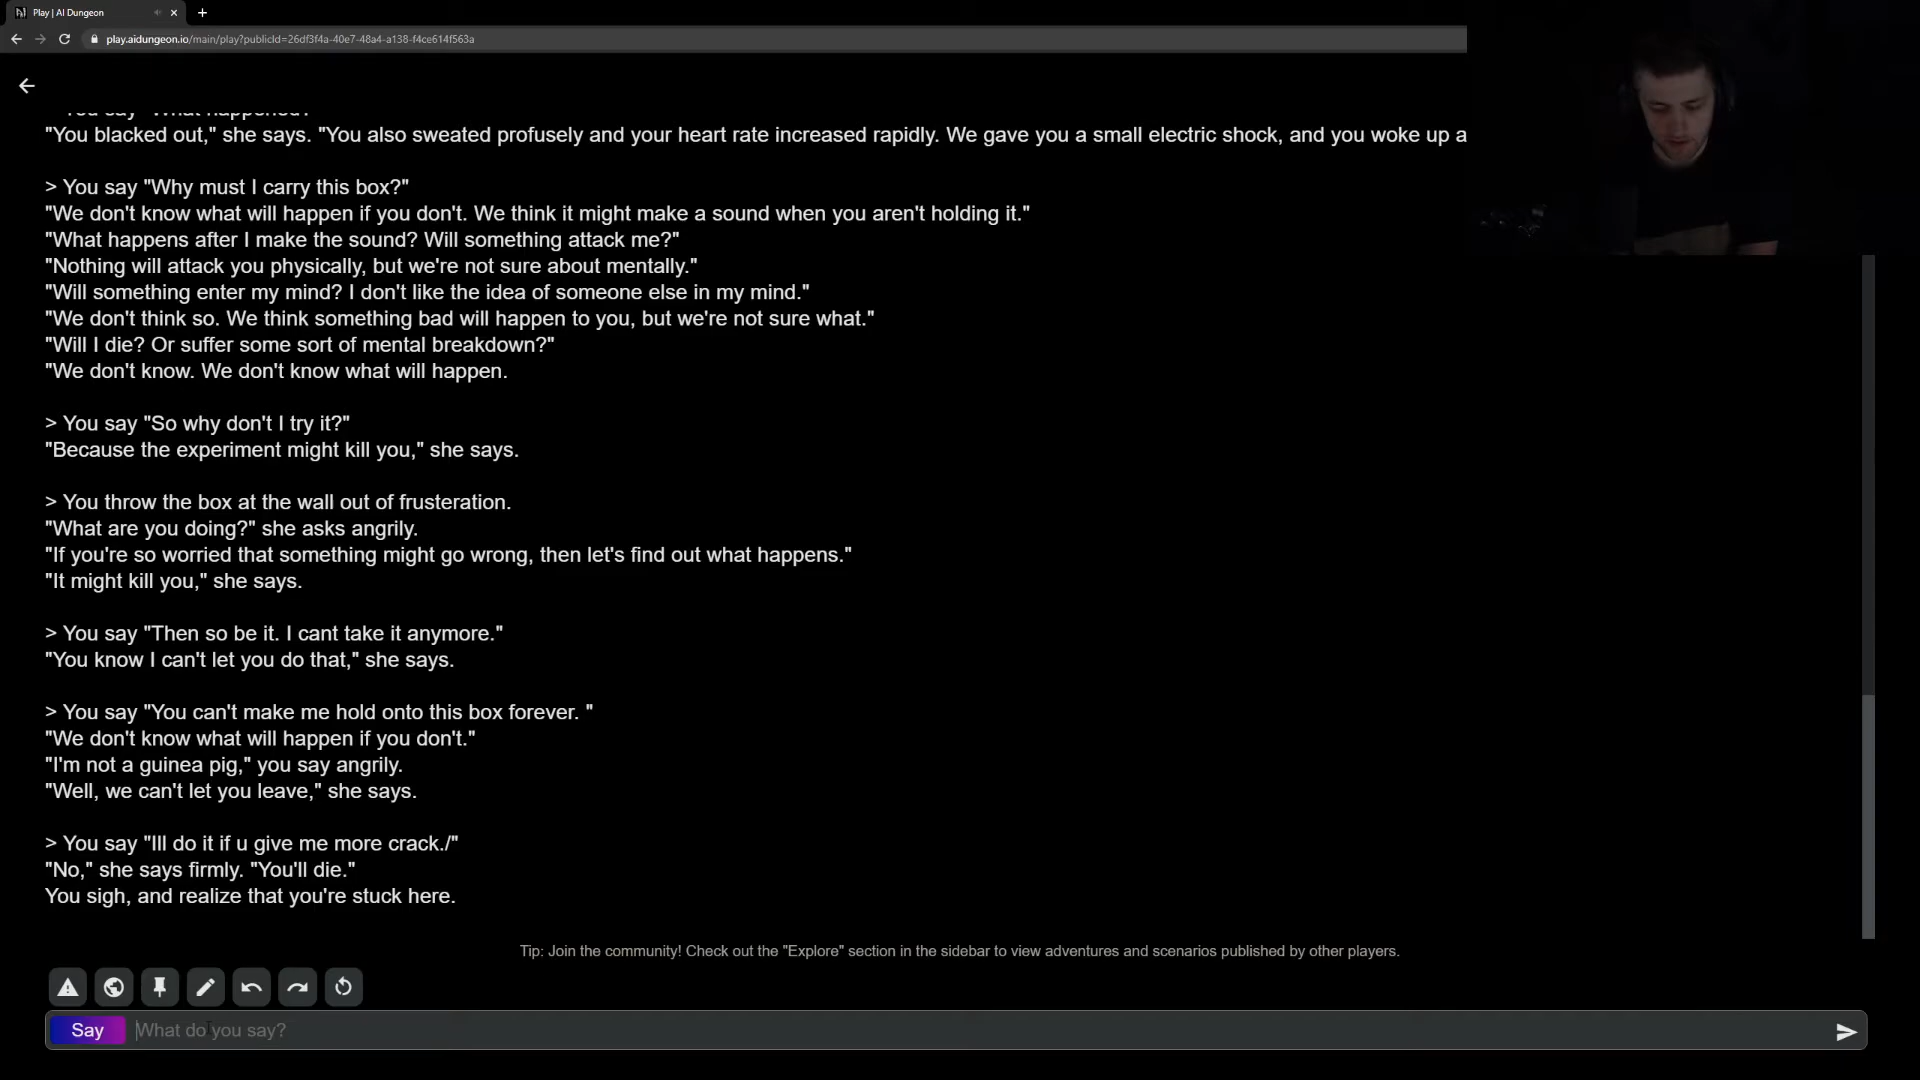 Play | AI Dungeon
play.aidungeon.io/main/play?publicId=26df3f4a-40e7-48a4-a138-f4ce614f563a
You say "What happened?"
"You blacked out," she says. "You also sweated profusely and your heart rate increased rapidly. We gave you a small electric shock, and you woke up a
> You say "Why must I carry this box?"
"We don't know what will happen if you don't. We think it might make a sound when you aren't holding it."
"What happens after I make the sound? Will something attack me?"
"Nothing will attack you physically, but we're not sure about mentally."
"Will something enter my mind? I don't like the idea of someone else in my mind."
"We don't think so. We think something bad will happen to you, but we're not sure what."
"Will I die? Or suffer some sort of mental breakdown?"
"We don't know. We don't know what will happen.
> You say "So why don't I try it?"
"Because the experiment might kill you," she says.
> You throw the box at the wall out of frusteration.
"What are you doing?" she asks angrily.
"If you're so worried that something might go wrong, then let's find out what happens."
"It might kill you," she says.
> You say "Then so be it. I cant take it anymore."
"You know I can't let you do that," she says.
> You say "You can't make me hold onto this box forever. "
"We don't know what will happen if you don't."
"I'm not a guinea pig," you say angrily.
"Well, we can't let you leave," she says.
> You say "Ill do it if u give me more crack./"
"No," she says firmly. "You'll die."
You sigh, and realize that you're stuck here.
Tip: Join the community! Check out the "Explore" section in the sidebar to view adventures and scenarios published by other players.
Say What do you say?